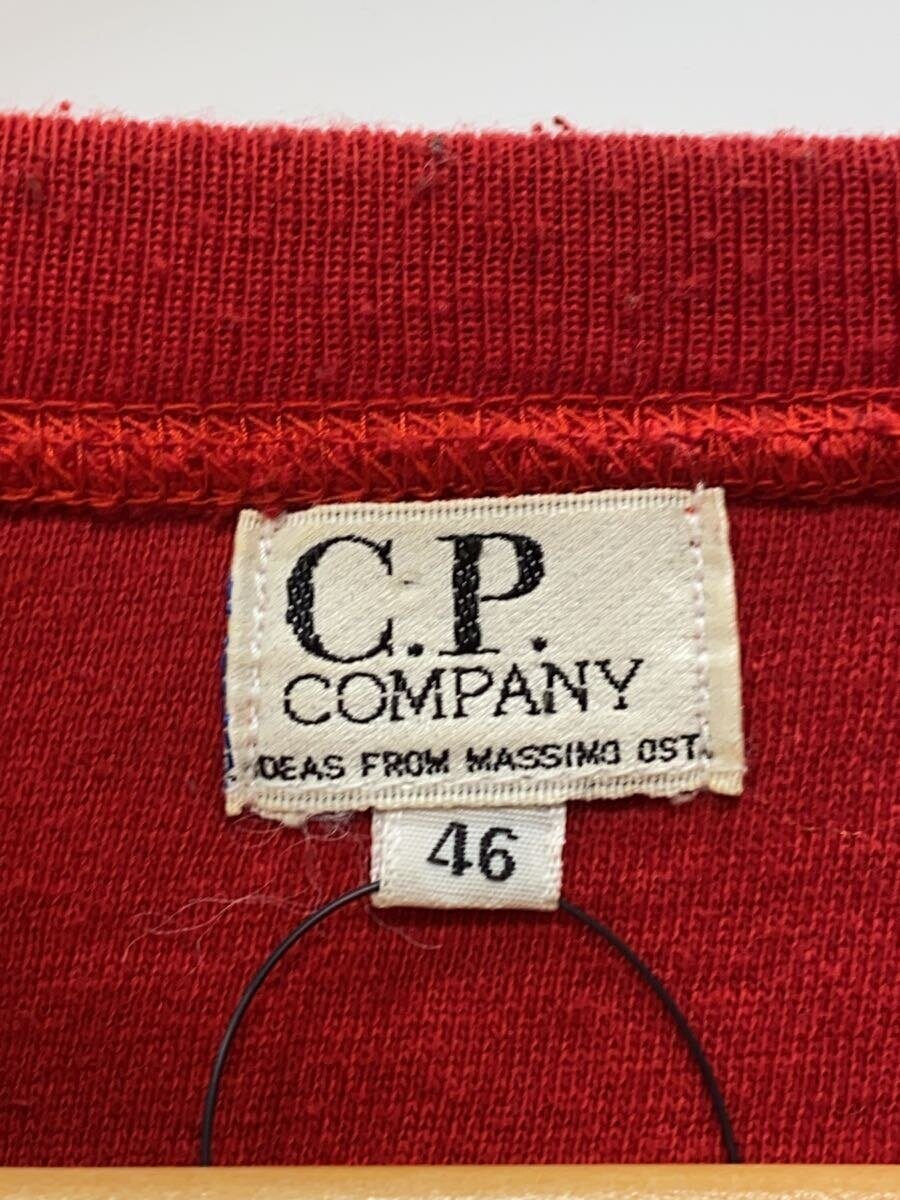 C.P.
COMPANY
IDEAS FROM MASSIMO OST
46